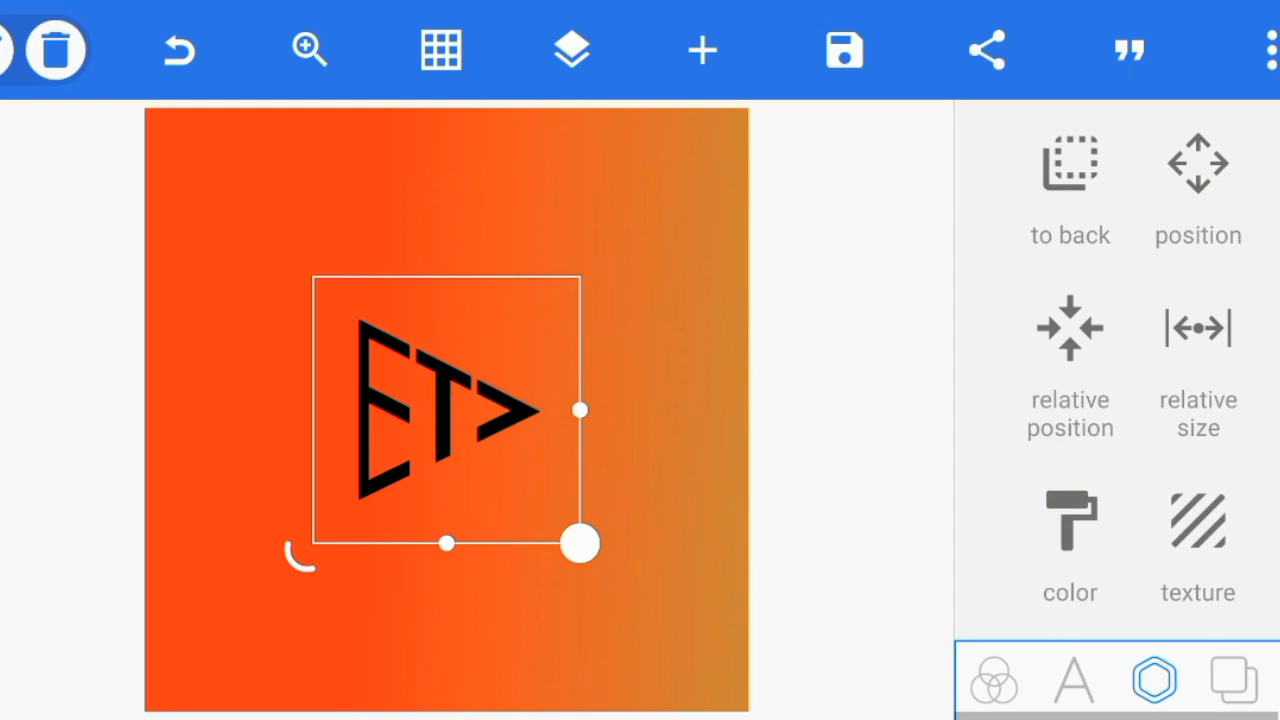 to back
position
ET>
relative position
relative size
color
texture
A